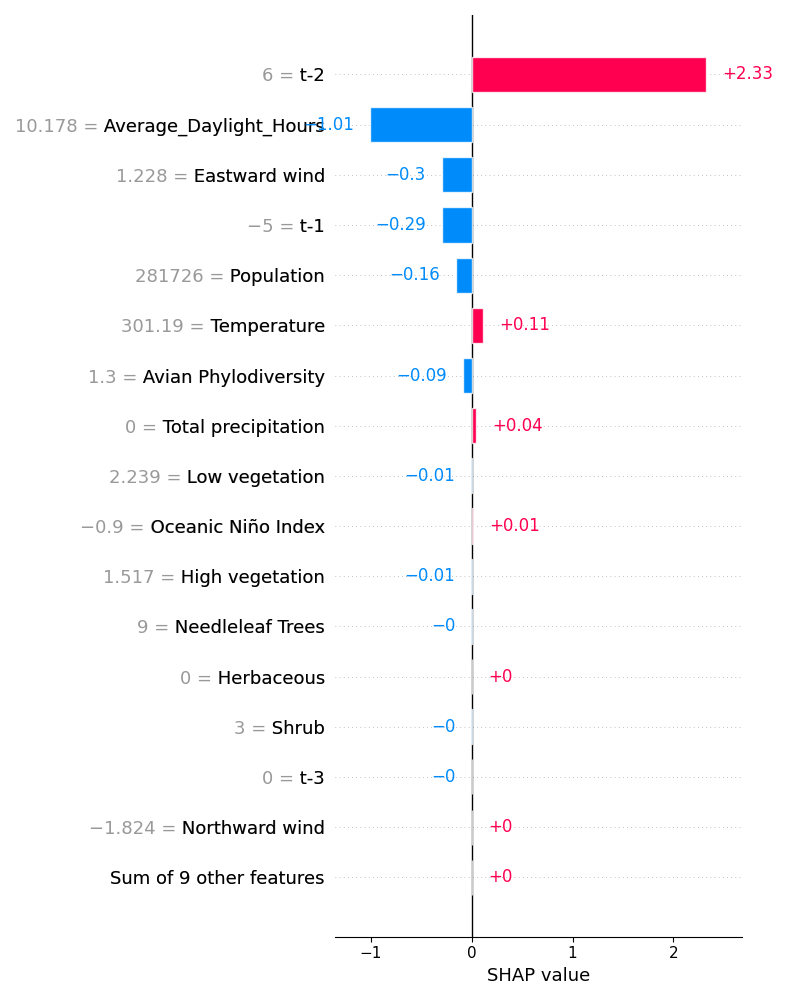 6 = t-2 +2.33
10.178 = Average_Daylight_Hours −1.01
1.228 = Eastward wind −0.3
−5 = t-1 −0.29
281726 = Population −0.16
301.19 = Temperature +0.11
1.3 = Avian Phylodiversity −0.09
0 = Total precipitation +0.04
2.239 = Low vegetation −0.01
−0.9 = Oceanic Niño Index +0.01
1.517 = High vegetation −0.01
9 = Needleleaf Trees −0
0 = Herbaceous +0
3 = Shrub −0
0 = t-3 −0
−1.824 = Northward wind +0
Sum of 9 other features +0
−1 0 1 2
SHAP value